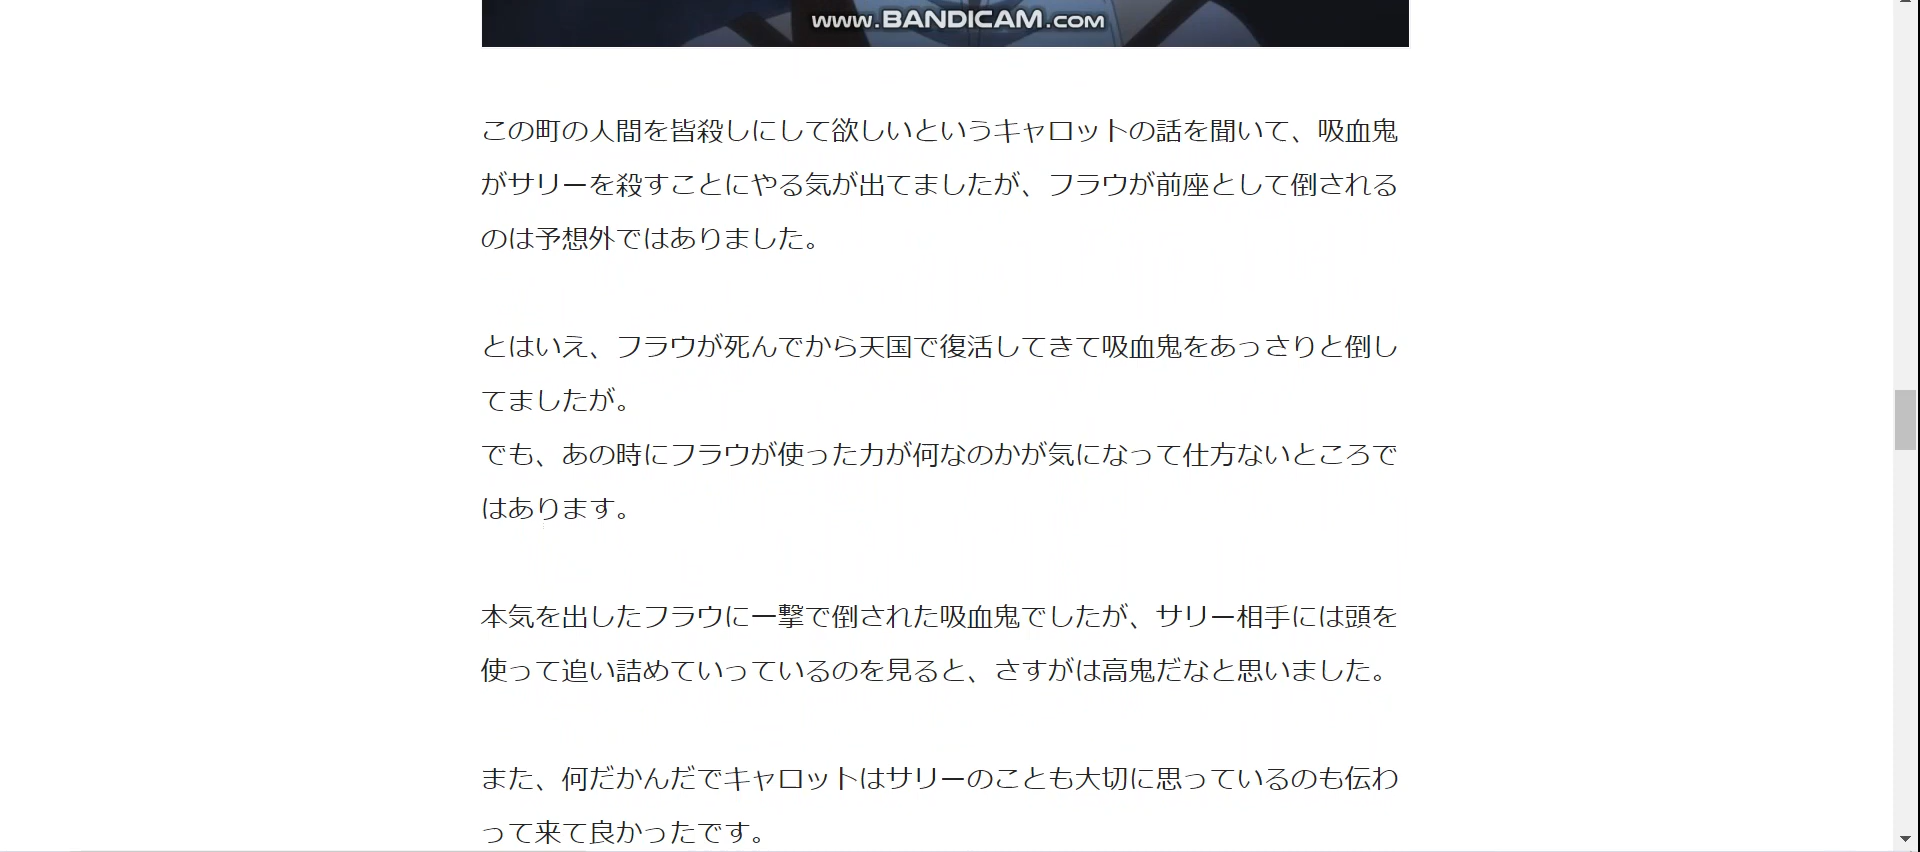 www.BANDICAM.com
この町の人間を皆殺しにして欲しいというキャロットの話を聞いて、吸血鬼
がサリーを殺すことにやる気が出てましたが、フラウが前座として倒される
のは予想外ではありました。
とはいえ、フラウが死んでから天国で復活してきて吸血鬼をあっさりと倒し
てましたが。
でも、あの時にフラウが使った力が何なのかが気になって仕方ないところで
はあります。
本気を出したフラウに一撃で倒された吸血鬼でしたが、サリー相手には頭を
使って追い詰めていっているのを見ると、さすがは高鬼だなと思いました。
また、何だかんだでキャロットはサリーのことも大切に思っているのも伝わ
って来て良かったです。